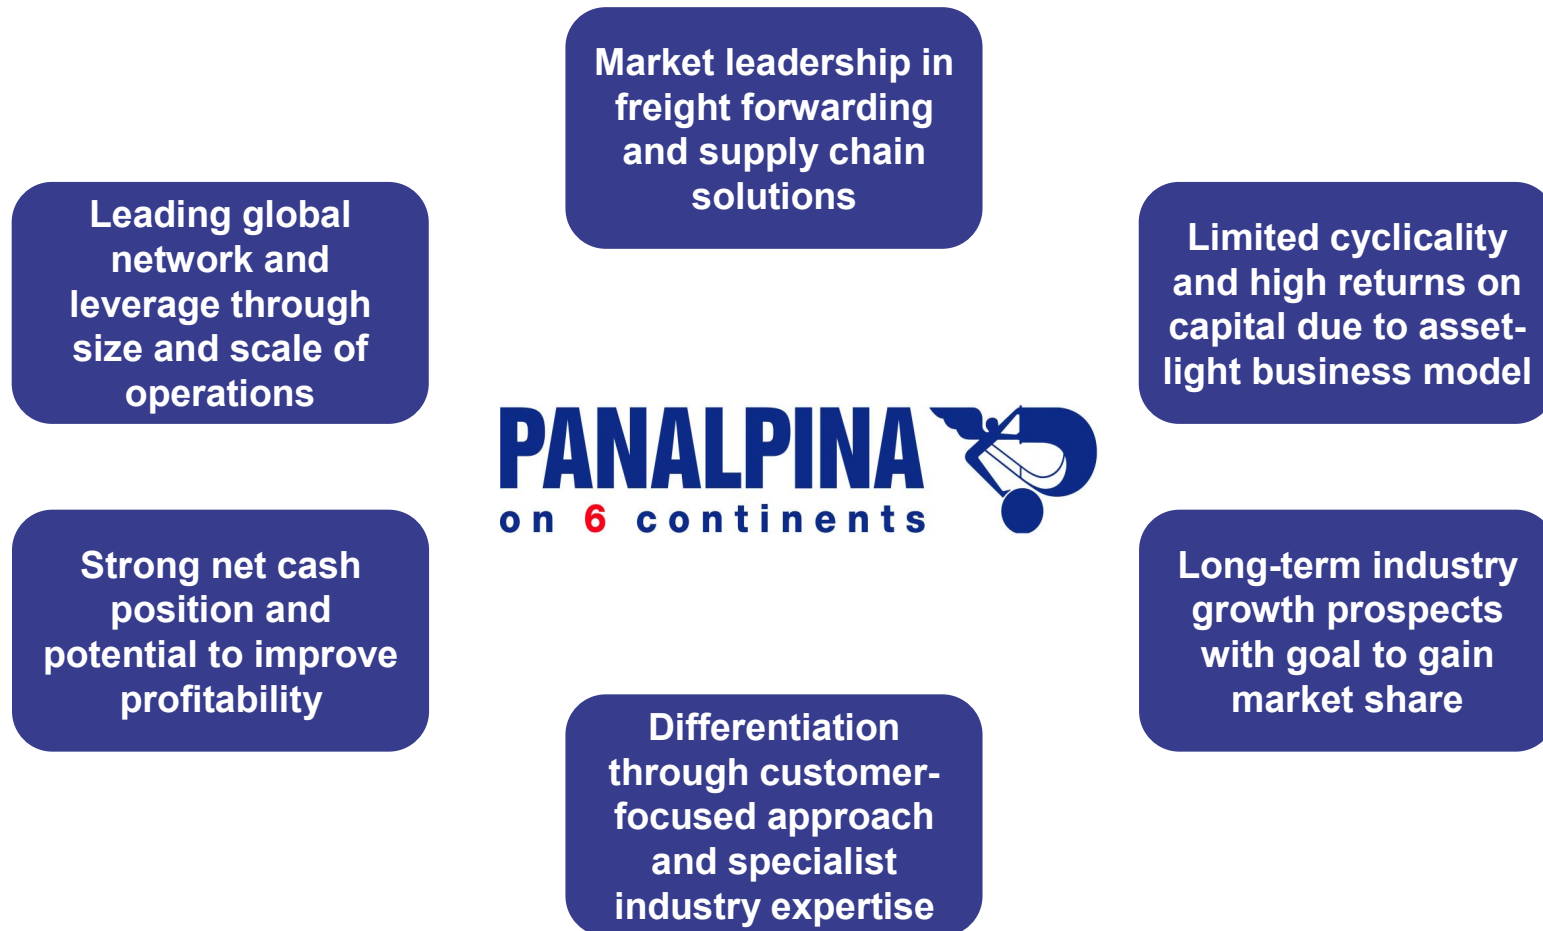 Market leadership in
freight forwarding
and supply chain
solutions
Leading global
network and
leverage through
size and scale of
operations
Limited cyclicality
and high returns on
capital due to asset-
light business model
PANALPINA
on 6 continents
Strong net cash
position and
potential to improve
profitability
Long-term industry
growth prospects
with goal to gain
market share
Differentiation
through customer-
focused approach
and specialist
industry expertise